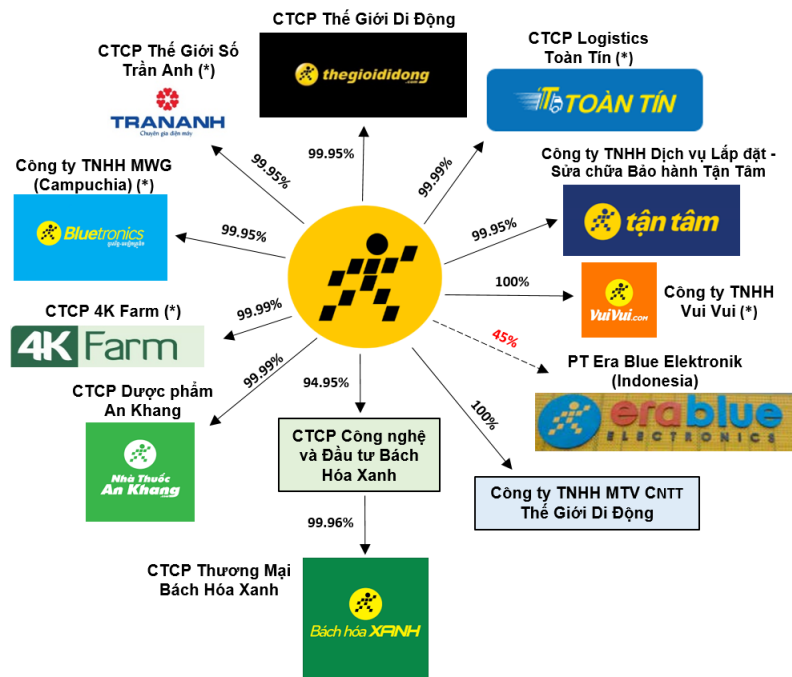 CTCP Thế Giới Di Động
thegioididong
.com
CTCP Thế Giới Số
Trần Anh (*)
TRANANH
Chuyên gia điện máy
CTCP Logistics
Toàn Tín (*)
TOÀN TÍN
99.95%
99.95%
99.99%
Công ty TNHH MWG
(Campuchia) (*)
Bluetronics
99.95%
Công ty TNHH Dịch vụ Lắp đặt -
Sửa chữa Bảo hành Tận Tâm
tận tâm
99.95%
CTCP 4K Farm (*)
4K Farm
99.99%
100%
Công ty TNHH
Vui Vui (*)
VuiVui.COM
45%
PT Era Blue Elektronik
(Indonesia)
erablue
ELECTRONICS
CTCP Dược phẩm
An Khang
Nhà Thuốc
An Khang
99.99%
94.95%
100%
CTCP Công nghệ
và Đầu tư Bách
Hóa Xanh
Công ty TNHH MTV CNTT
Thế Giới Di Động
99.96%
CTCP Thương Mại
Bách Hóa Xanh
Bách hóa XANH